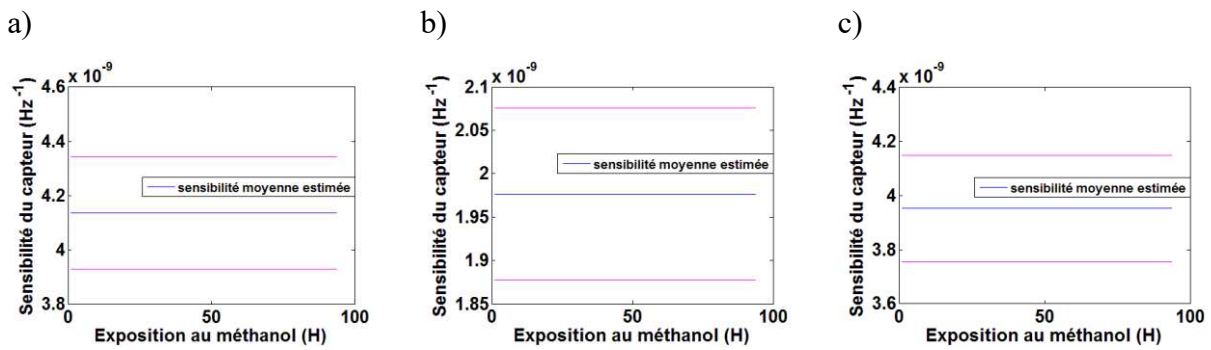 a)
b)
c)
x 10⁻⁹
4.6
4.4
4.2
4
3.8
Sensibilité du capteur (Hz⁻¹)
sensibilité moyenne estimée
0
50
100
Exposition au méthanol (H)
x 10⁻⁹
2.1
2.05
2
1.95
1.9
1.85
Sensibilité du capteur (Hz⁻¹)
sensibilité moyenne estimée
0
50
100
Exposition au méthanol (H)
x 10⁻⁹
4.4
4.2
4
3.8
3.6
Sensibilité du capteur (Hz⁻¹)
sensibilité moyenne estimée
0
50
100
Exposition au méthanol (H)